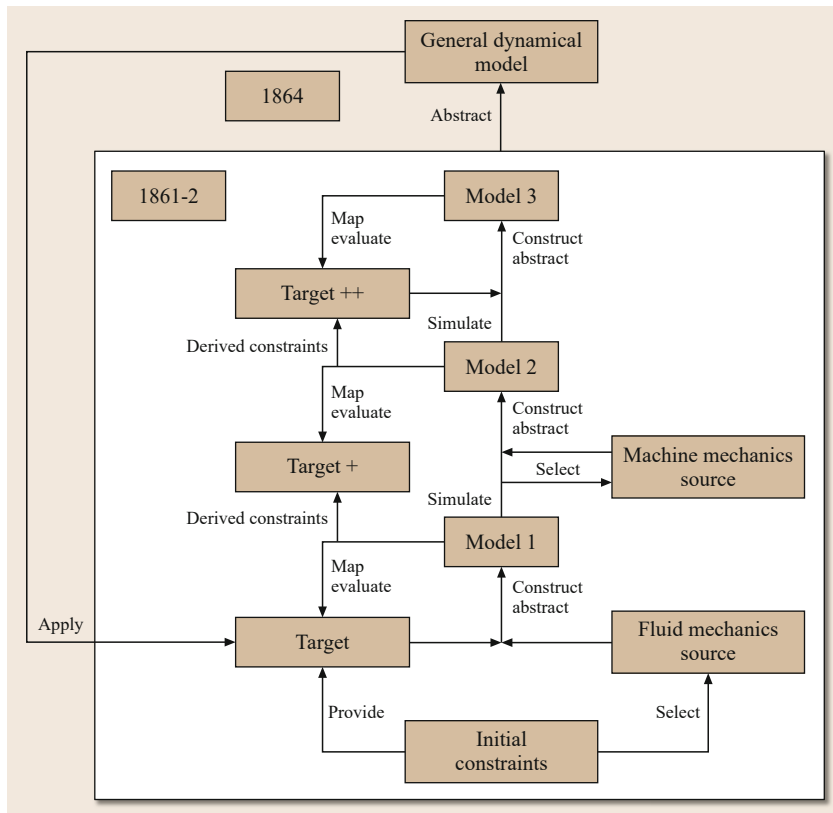 General dynamical
model
1864
Abstract
1861-2
Model 3
Map
evaluate
Construct
abstract
Target ++
Simulate
Derived constraints
Model 2
Map
evaluate
Construct
abstract
Machine mechanics
source
Target +
Select
Simulate
Derived constraints
Model 1
Map
evaluate
Construct
abstract
Apply
Target
Fluid mechanics
source
Provide
Select
Initial
constraints